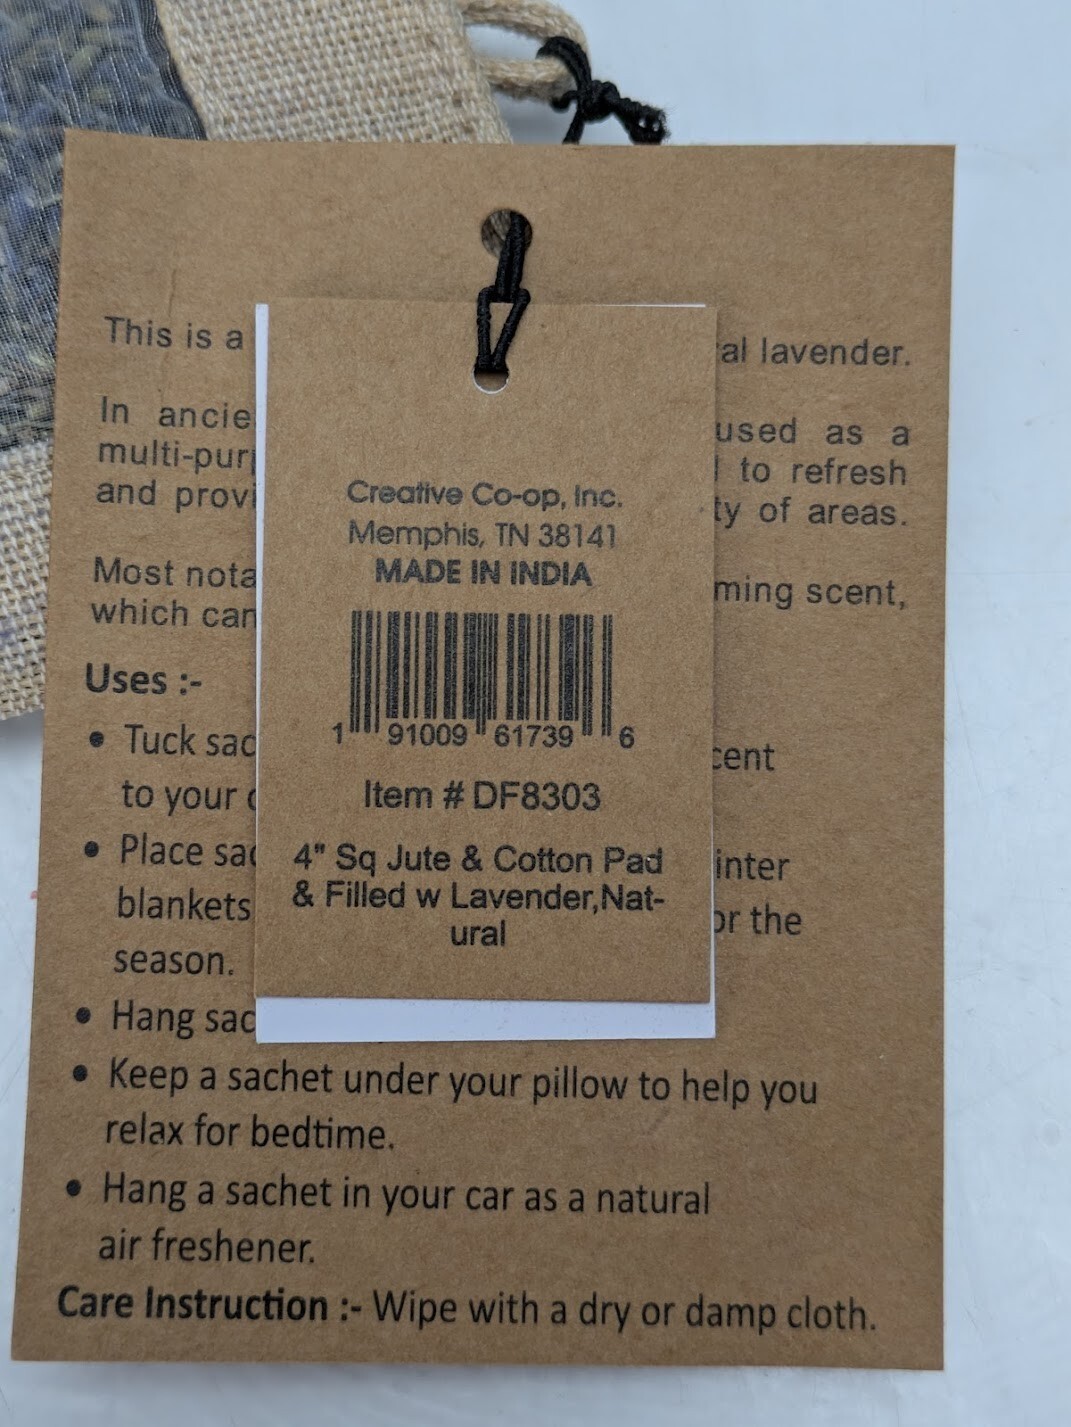 This is a
al lavender.
In ancie
used as a
multi-pur
to refresh
and provi
ty of areas.
Most nota
ming scent,
which can
Uses :-
• Tuck sac
cent
to your
• Place sac
inter
blankets
or the
season.
• Hang sac
• Keep a sachet under your pillow to help you
relax for bedtime.
• Hang a sachet in your car as a natural
air freshener.
Care Instruction :- Wipe with a dry or damp cloth.
Creative Co-op, Inc.
Memphis, TN 38141
MADE IN INDIA
1 91009 61739 6
Item # DF8303
4" Sq Jute & Cotton Pad
& Filled w Lavender,Nat-
ural